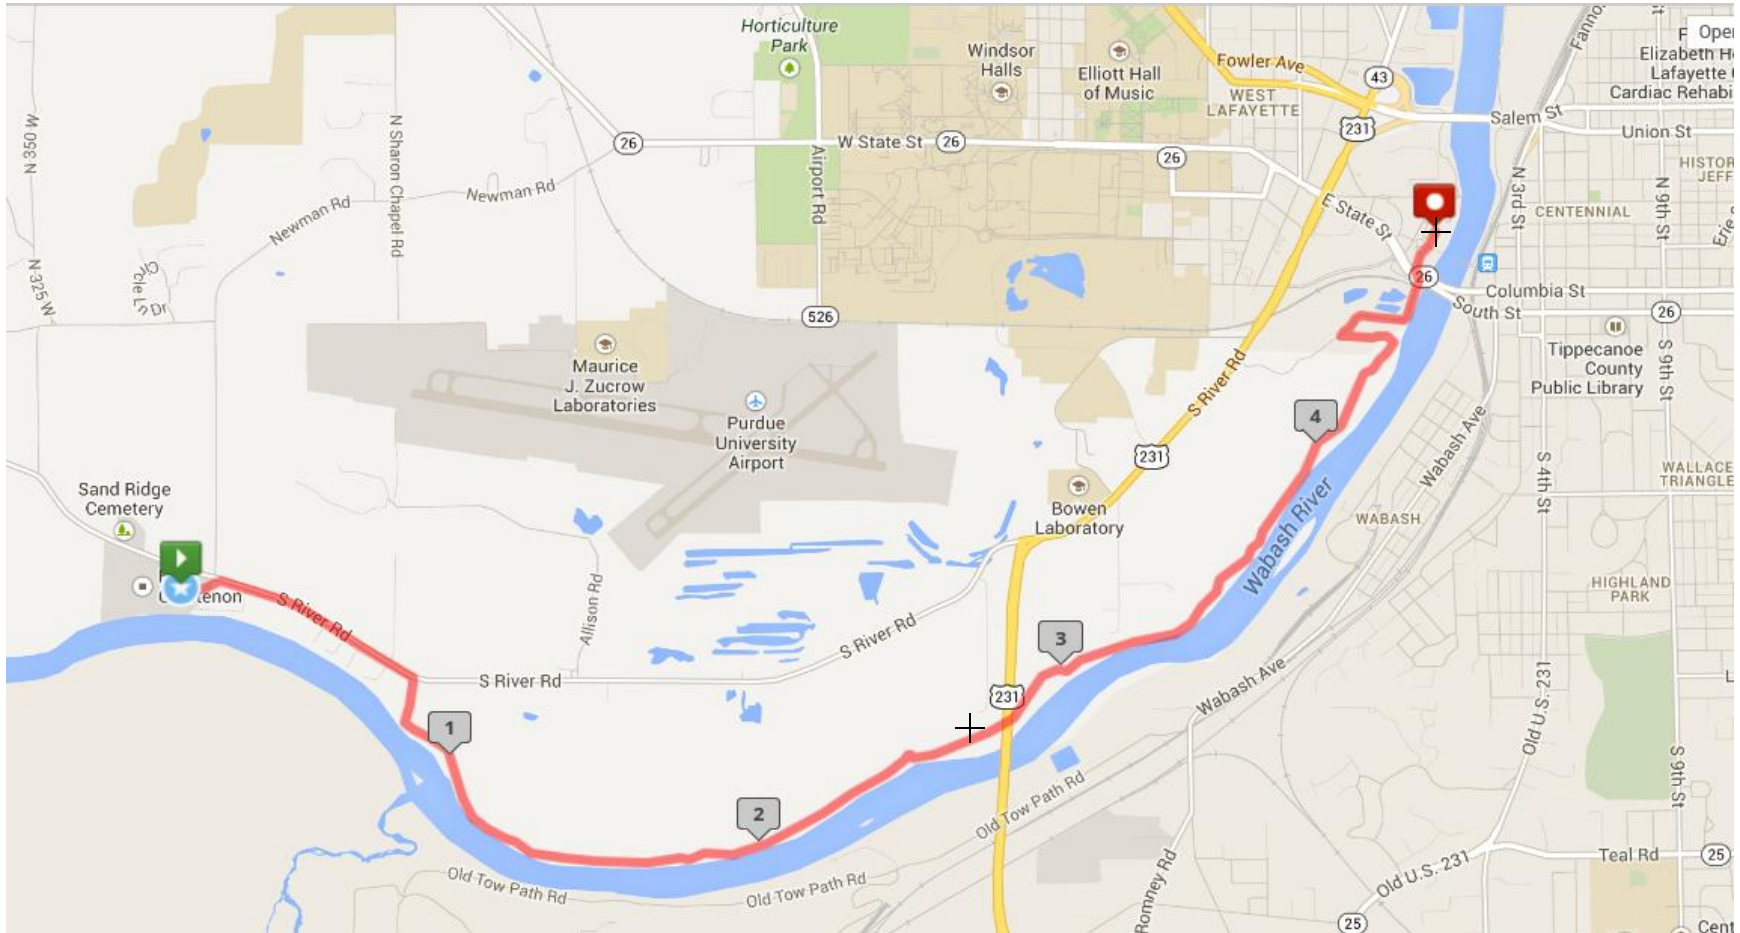 Horticulture
Park
Windsor
Halls
Elliott Hall
of Music
Fowler Ave
43
WEST
LAFAYETTE
231
Salem St
Union St
Elizabeth
Lafayette
Cardiac
N 350 W
N Sharon Chapel Rd
26
W State St
26
26
Airport Rd
Newman Rd
Newman Rd
E State St
N 3rd St
CENTENNIAL
N 9th St
N 325 W
Dr
526
26
Columbia St
South St
26
Tippecanoe
County
Public Library
S 9th St
Maurice
J. Zucrow
Laboratories
Purdue
University
Airport
S River Rd
4
231
Wabash Ave
S 4th St
WALLACE
TRIANGLE
Sand Ridge
Cemetery
Bowen
Laboratory
WABASH
Wabash River
HIGHLAND
PARK
S River Rd
Allison Rd
S River Rd
3
S River Rd
231
Wabash Ave
Old U.S. 231
1
2
Old Tow Path Rd
S 9th St
Old Tow Path Rd
Old Tow Path Rd
Romney Rd
Old U.S. 231
Teal Rd
25
25